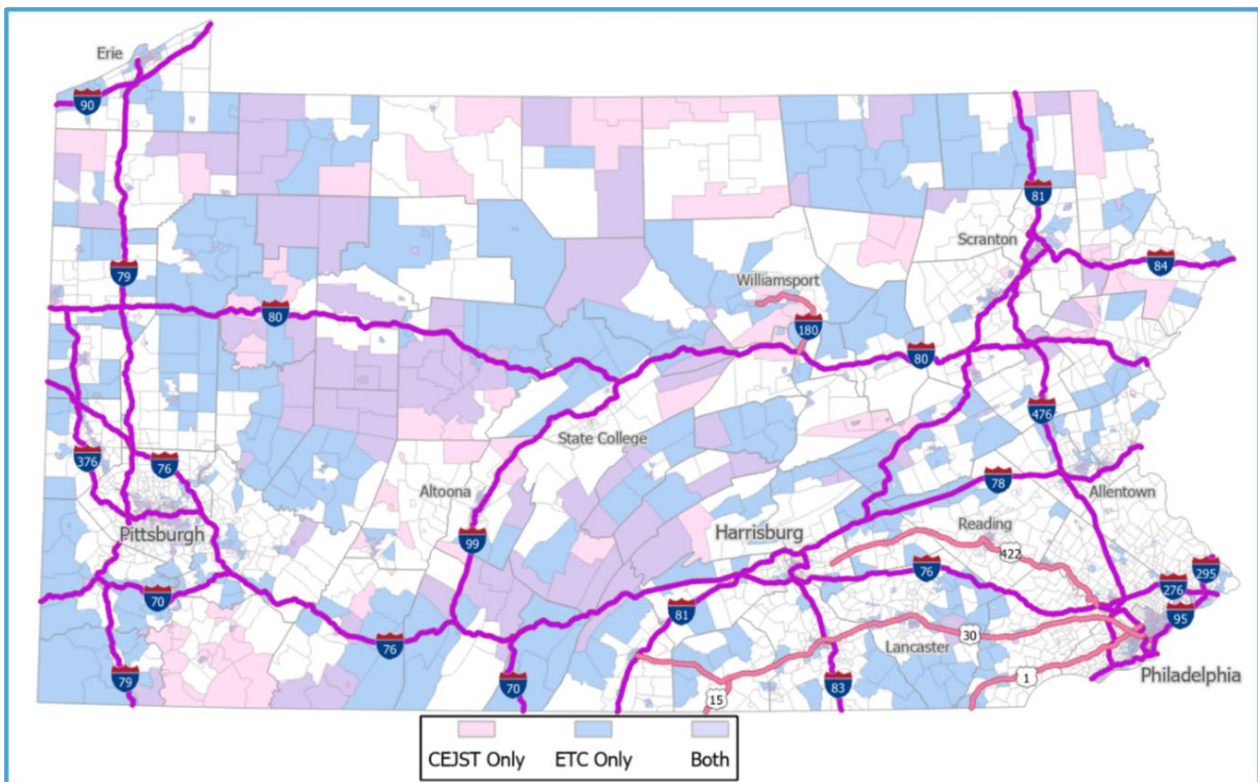 Erie
90
81
Scranton
84
79
Williamsport
80
180
80
476
State College
376
76
78
Allentown
Altoona
Pittsburgh
Harrisburg
Reading
422
99
76
295
276
70
81
95
30
Lancaster
76
Philadelphia
79
70
83
1
15
CEJST Only
ETC Only
Both